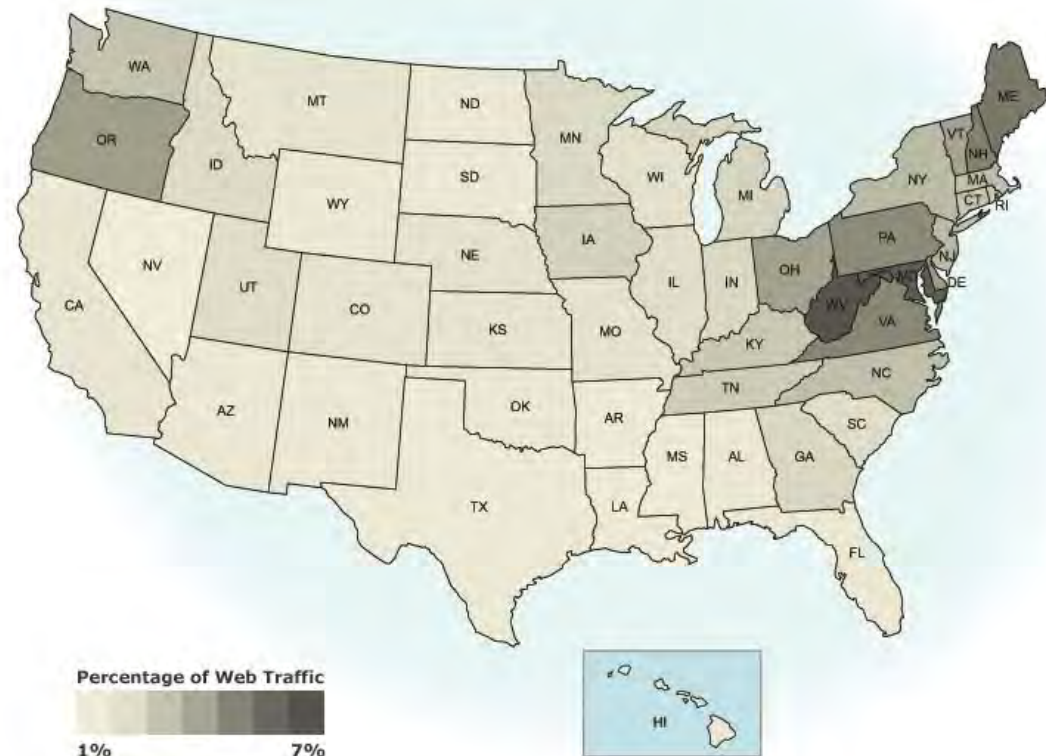 WA
MT
ND
MN
ME
OR
ID
SD
WI
VT
NH
NY
MA
WY
MI
CT
RI
IA
PA
NE
NJ
NV
OH
DE
UT
IL
IN
MD
CA
CO
WV
VA
KS
MO
KY
NC
TN
OK
AZ
NM
AR
SC
MS
AL
GA
TX
LA
FL
Percentage of Web Traffic
1% 7%
HI